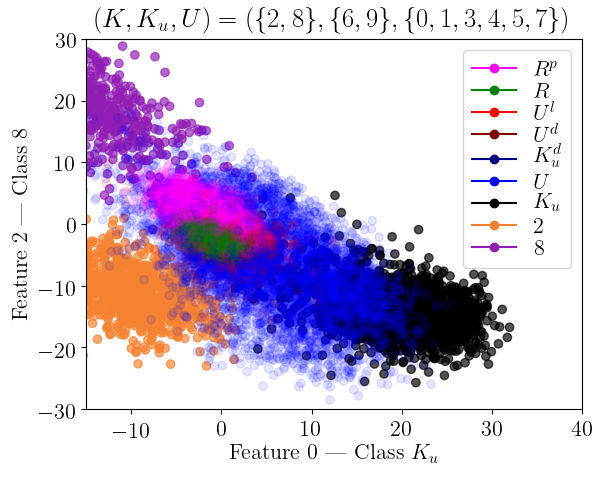 (K, K_u, U) = ({2, 8}, {6, 9}, {0, 1, 3, 4, 5, 7})
30
20
10
0
−10
−20
−30
Feature 2 — Class 8
R^p
R
U^l
U^d
K_u^d
U
K_u
2
8
−10
0
10
20
30
40
Feature 0 — Class K_u